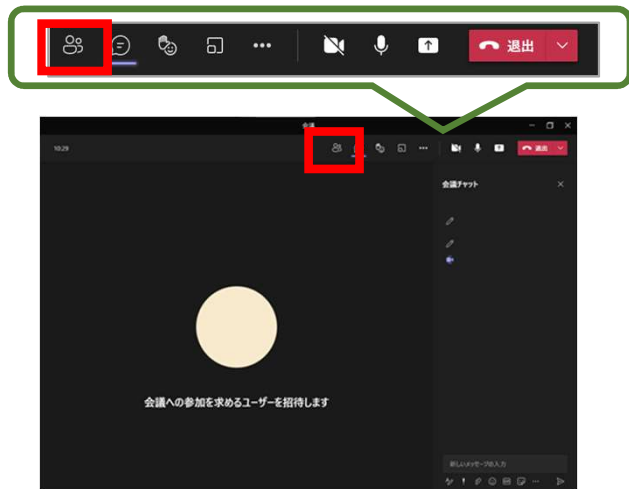 退出
会議
10:29
退出
会議チャット
会議への参加を求めるユーザーを招待します
新しいメッセージの入力